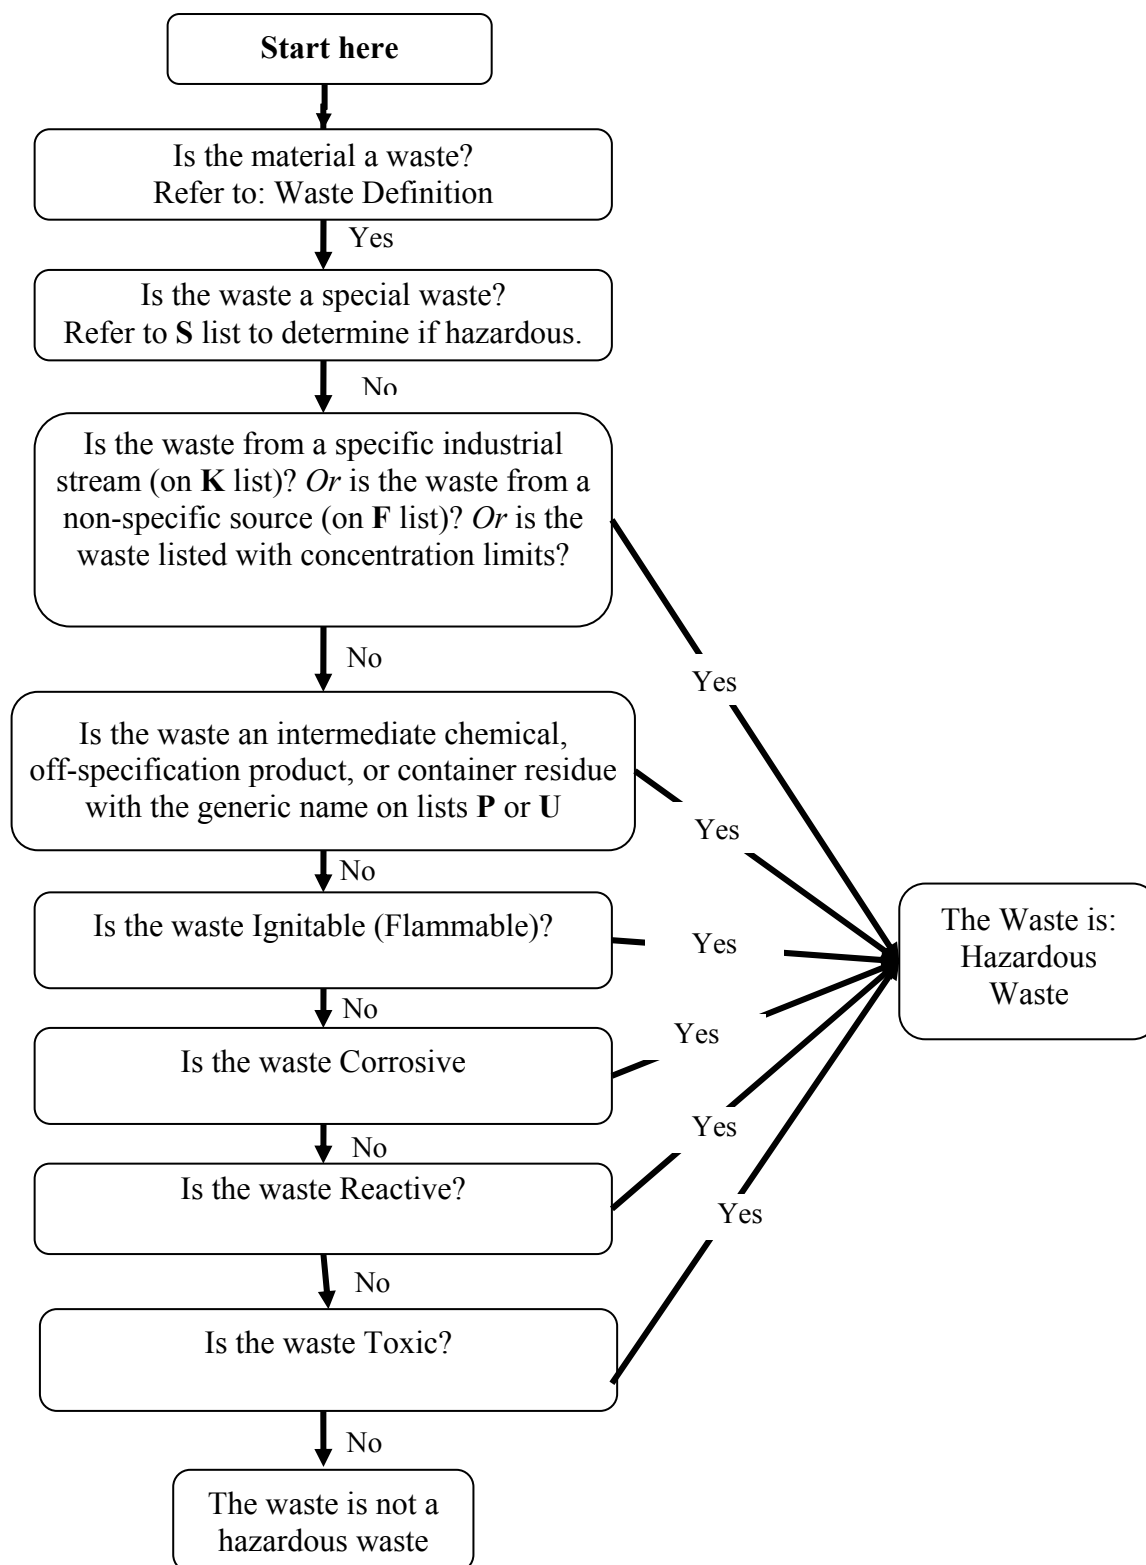 Start here
Is the material a waste?
Refer to: Waste Definition
Yes
Is the waste a special waste?
Refer to S list to determine if hazardous.
No
Is the waste from a specific industrial
stream (on K list)? Or is the waste from a
non-specific source (on F list)? Or is the
waste listed with concentration limits?
No
Yes
Is the waste an intermediate chemical,
off-specification product, or container residue
with the generic name on lists P or U
Yes
No
Is the waste Ignitable (Flammable)?
Yes
The Waste is:
Hazardous
Waste
No
Is the waste Corrosive
Yes
No
Yes
Is the waste Reactive?
Yes
No
Is the waste Toxic?
No
The waste is not a
hazardous waste